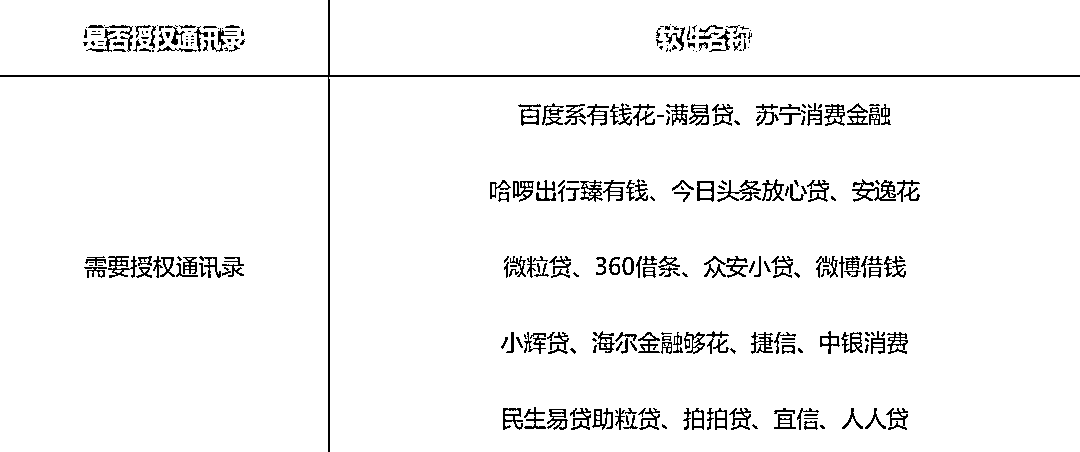 是否授权通讯录
软件名称
百度系有钱花-满易贷、苏宁消费金融
哈啰出行臻有钱、今日头条放心贷、安逸花
需要授权通讯录
微粒贷、360借条、众安小贷、微博借钱
小辉贷、海尔金融够花、捷信、中银消费
民生易贷助粒贷、拍拍贷、宜信、人人贷